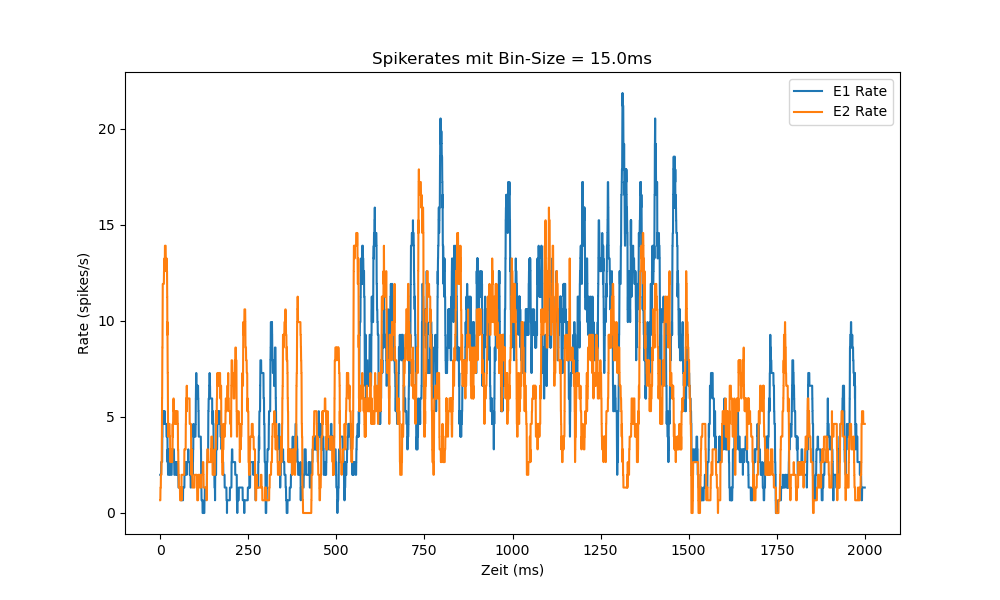 Spikerates mit Bin-Size = 15.0ms
E1 Rate
E2 Rate
20
15
10
5
0
Rate (spikes/s)
0 250 500 750 1000 1250 1500 1750 2000
Zeit (ms)